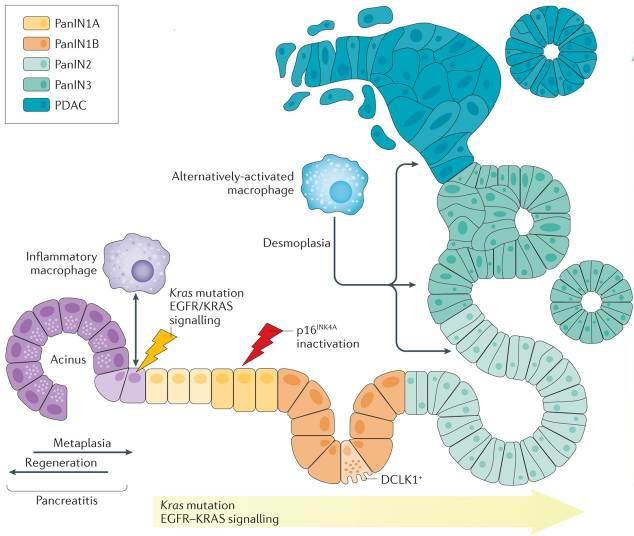 PanIN1A
PanIN1B
PanIN2
PanIN3
PDAC
Alternatively-activated
macrophage
Desmoplasia
Inflammatory
macrophage
Kras mutation
EGFR/KRAS
signalling
p16INK4A
inactivation
Acinus
DCLK1+
Metaplasia
Regeneration
Pancreatitis
Kras mutation
EGFR–KRAS signalling